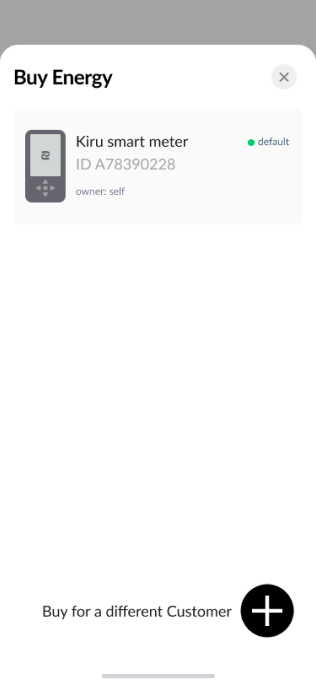 Buy Energy
Kiru smart meter
default
ID A78390228
owner: self
Buy for a different Customer